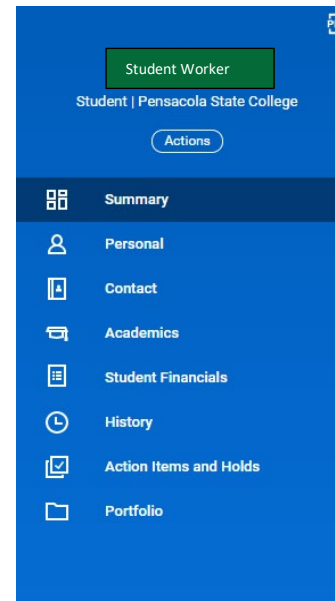 Student Worker
Student | Pensacola State College
Actions
Summary
Personal
Contact
Academics
Student Financials
History
Action Items and Holds
Portfolio